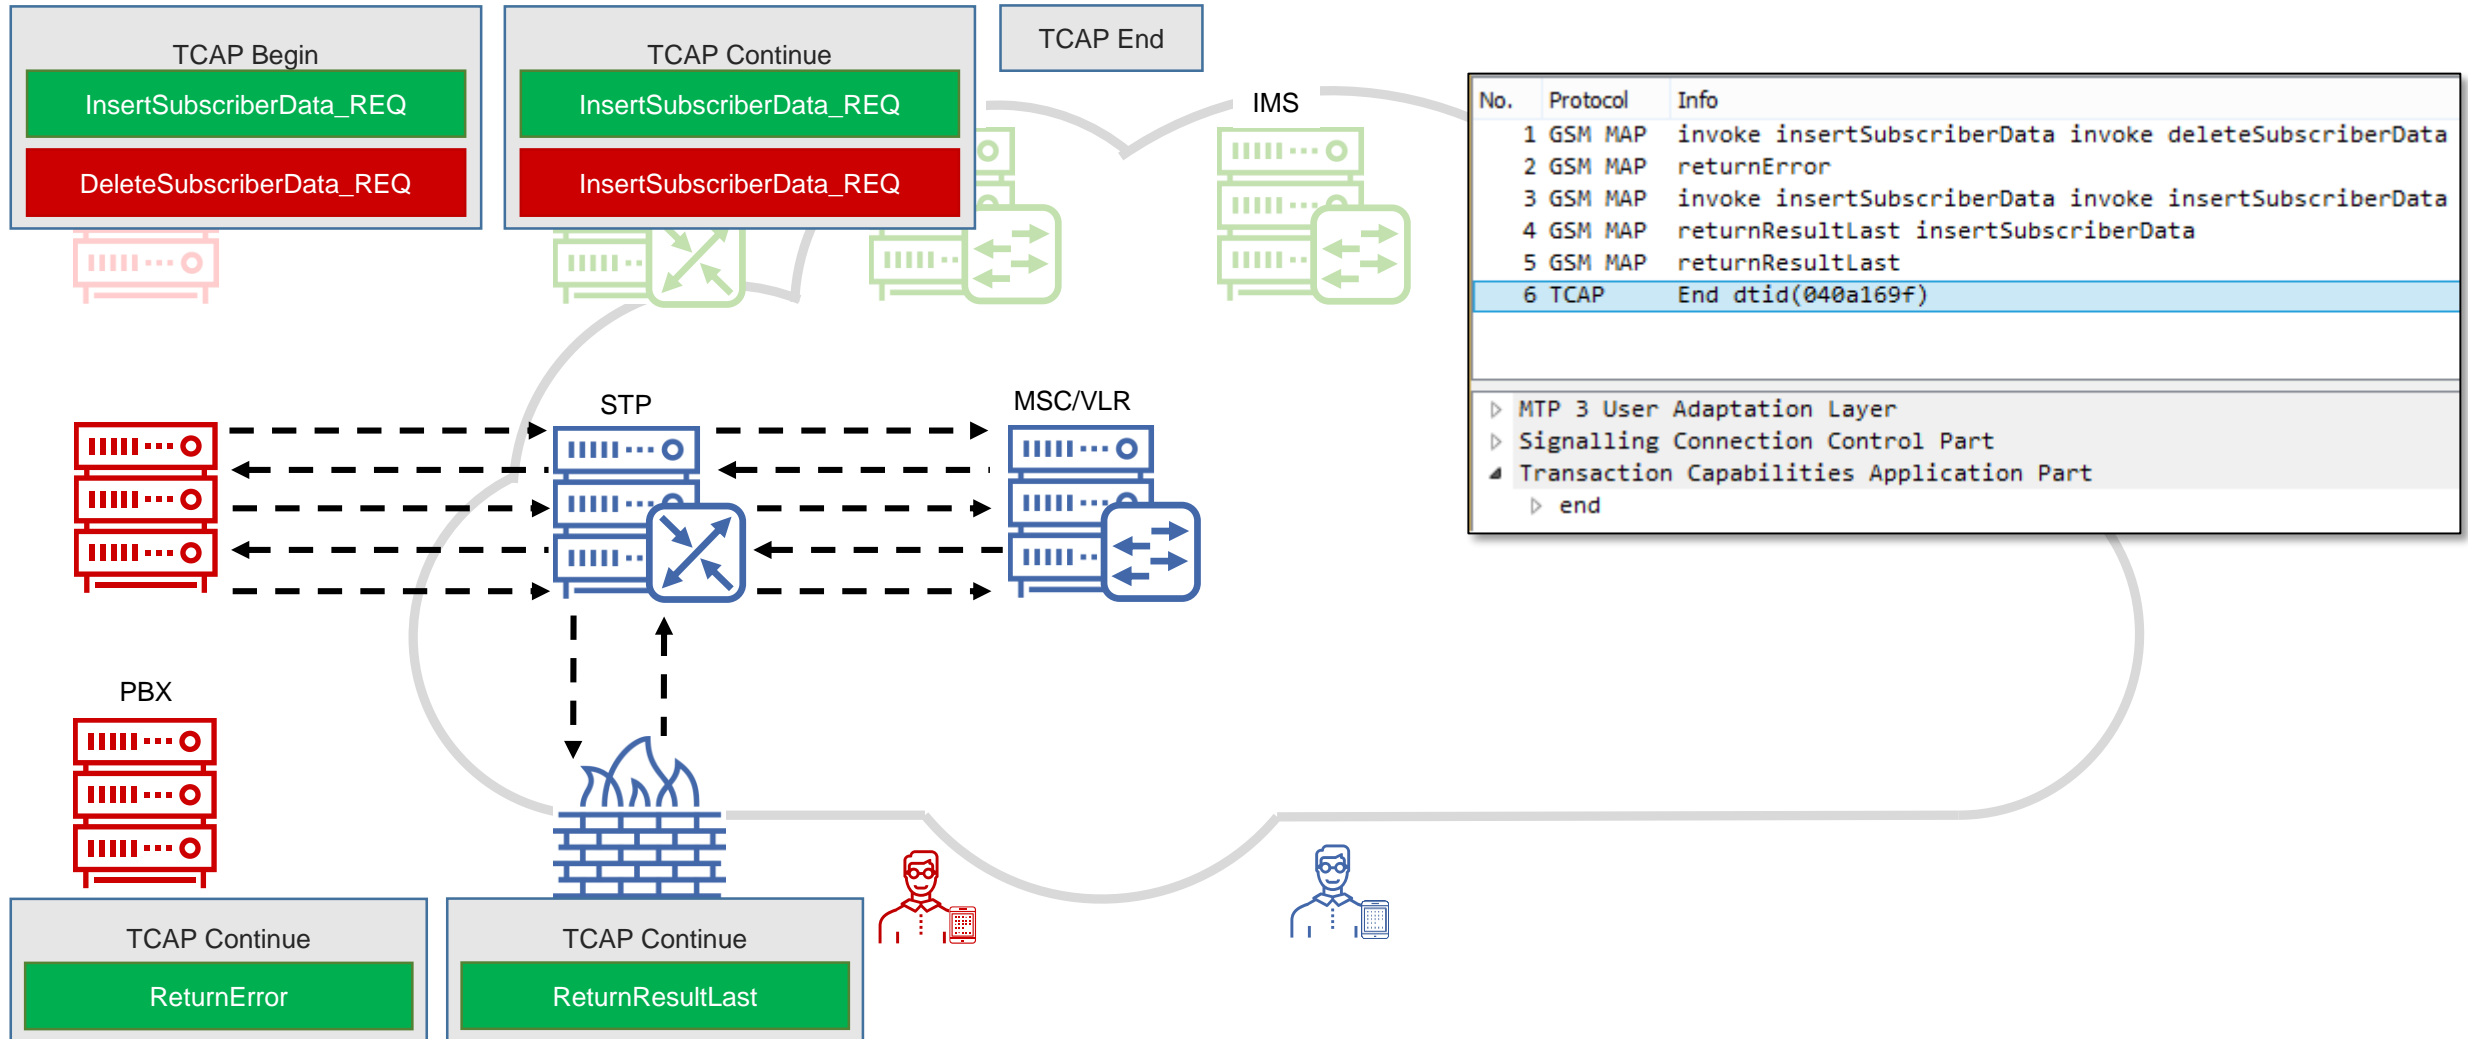 TCAP Begin
InsertSubscriberData_REQ
DeleteSubscriberData_REQ
TCAP Continue
InsertSubscriberData_REQ
InsertSubscriberData_REQ
TCAP End
IMS
No. Protocol Info
1 GSM MAP invoke insertSubscriberData invoke deleteSubscriberData
2 GSM MAP returnError
3 GSM MAP invoke insertSubscriberData invoke insertSubscriberData
4 GSM MAP returnResultLast insertSubscriberData
5 GSM MAP returnResultLast
6 TCAP End dtid(040a169f)
MTP 3 User Adaptation Layer
Signalling Connection Control Part
Transaction Capabilities Application Part
end
STP
MSC/VLR
PBX
TCAP Continue
ReturnError
TCAP Continue
ReturnResultLast